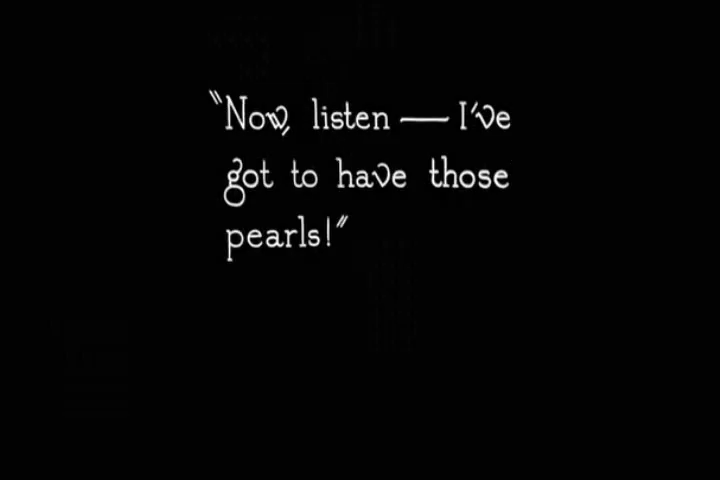 "Now, listen — I've
got to have those
pearls!"